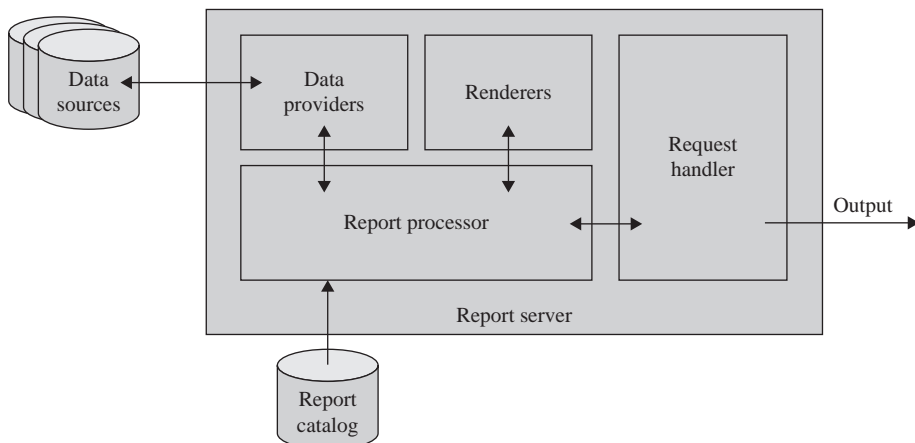 Data
sources
Data
providers
Renderers
Request
handler
Output
Report processor
Report server
Report
catalog